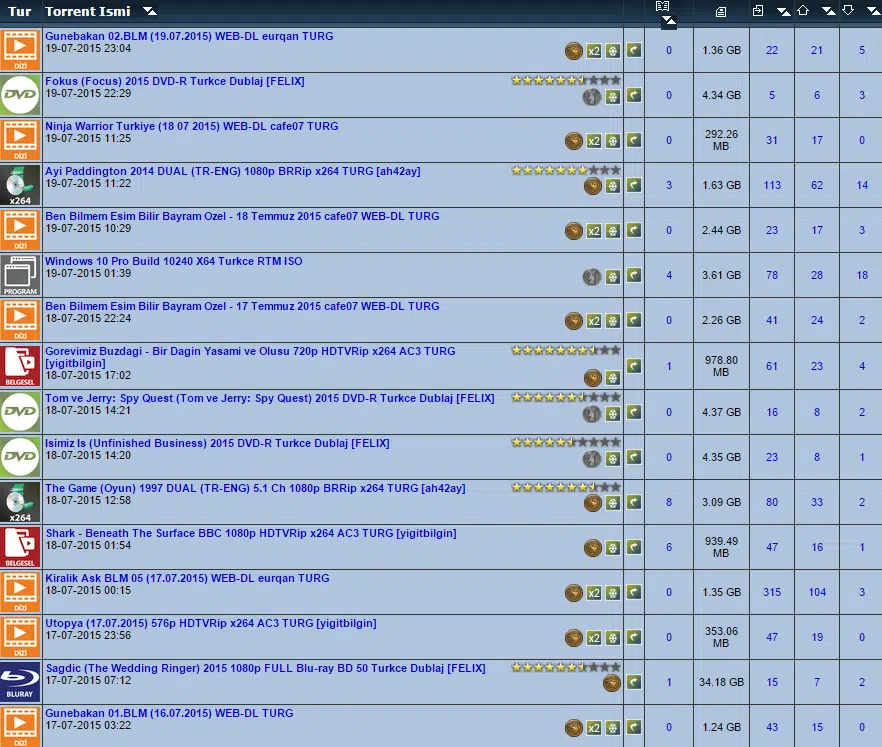 Tur Torrent Ismi
DİZİ Gunebakan 02.BLM (19.07.2015) WEB-DL eurqan TURG
19-07-2015 23:04 x2 0 1.36 GB 22 21 5
DVD Fokus (Focus) 2015 DVD-R Turkce Dublaj [FELIX]
19-07-2015 22:29 0 4.34 GB 5 6 3
DİZİ Ninja Warrior Turkiye (18 07 2015) WEB-DL cafe07 TURG
19-07-2015 11:25 x2 0 292.26 MB 31 17 0
x264 Ayi Paddington 2014 DUAL (TR-ENG) 1080p BRRip x264 TURG [ah42ay]
19-07-2015 11:22 3 1.63 GB 113 62 14
DİZİ Ben Bilmem Esim Bilir Bayram Ozel - 18 Temmuz 2015 cafe07 WEB-DL TURG
19-07-2015 10:29 x2 0 2.44 GB 23 17 3
PROGRAM Windows 10 Pro Build 10240 X64 Turkce RTM ISO
19-07-2015 01:39 4 3.61 GB 78 28 18
DİZİ Ben Bilmem Esim Bilir Bayram Ozel - 17 Temmuz 2015 cafe07 WEB-DL TURG
18-07-2015 22:24 x2 0 2.26 GB 41 24 2
BELGESEL Gorevimiz Buzdagi - Bir Dagin Yasami ve Olusu 720p HDTVRip x264 AC3 TURG
[yigitbilgin]
18-07-2015 17:02 1 978.80 MB 61 23 4
DVD Tom ve Jerry: Spy Quest (Tom ve Jerry: Spy Quest) 2015 DVD-R Turkce Dublaj [FELIX]
18-07-2015 14:21 0 4.37 GB 16 8 2
DVD Isimiz Is (Unfinished Business) 2015 DVD-R Turkce Dublaj [FELIX]
18-07-2015 14:20 0 4.35 GB 23 8 1
x264 The Game (Oyun) 1997 DUAL (TR-ENG) 5.1 Ch 1080p BRRip x264 TURG [ah42ay]
18-07-2015 12:58 8 3.09 GB 80 33 2
BELGESEL Shark - Beneath The Surface BBC 1080p HDTVRip x264 AC3 TURG [yigitbilgin]
18-07-2015 01:54 6 939.49 MB 47 16 1
DİZİ Kiralik Ask BLM 05 (17.07.2015) WEB-DL eurqan TURG
18-07-2015 00:15 x2 0 1.35 GB 315 104 3
DİZİ Utopya (17.07.2015) 576p HDTVRip x264 AC3 TURG [yigitbilgin]
17-07-2015 23:56 x2 0 353.06 MB 47 19 0
BLURAY Sagdic (The Wedding Ringer) 2015 1080p FULL Blu-ray BD 50 Turkce Dublaj [FELIX]
17-07-2015 07:12 1 34.18 GB 15 7 2
DİZİ Gunebakan 01.BLM (16.07.2015) WEB-DL TURG
17-07-2015 03:22 x2 0 1.24 GB 43 15 0